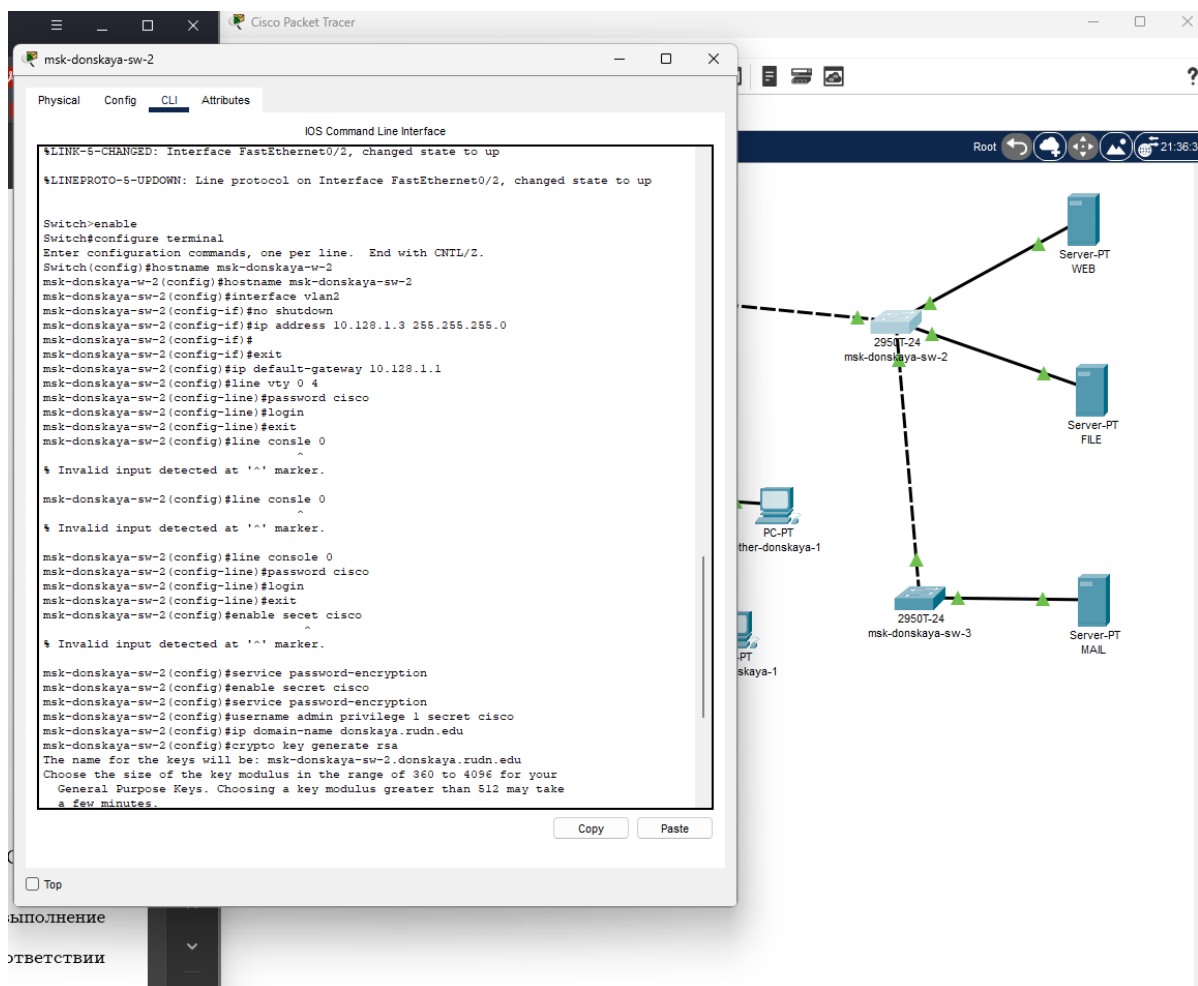 Cisco Packet Tracer
msk-donskaya-sw-2
Physical Config CLI Attributes
IOS Command Line Interface
%LINK-5-CHANGED: Interface FastEthernet0/2, changed state to up
%LINEPROTO-5-UPDOWN: Line protocol on Interface FastEthernet0/2, changed state to up
Switch>enable
Switch#configure terminal
Enter configuration commands, one per line. End with CNTL/Z.
Switch(config)#hostname msk-donskaya-w-2
msk-donskaya-w-2(config)#hostname msk-donskaya-sw-2
msk-donskaya-sw-2(config)#interface vlan2
msk-donskaya-sw-2(config-if)#no shutdown
msk-donskaya-sw-2(config-if)#ip address 10.128.1.3 255.255.255.0
msk-donskaya-sw-2(config-if)#
msk-donskaya-sw-2(config-if)#exit
msk-donskaya-sw-2(config)#ip default-gateway 10.128.1.1
msk-donskaya-sw-2(config)#line vty 0 4
msk-donskaya-sw-2(config-line)#password cisco
msk-donskaya-sw-2(config-line)#login
msk-donskaya-sw-2(config-line)#exit
msk-donskaya-sw-2(config)#line consle 0
^
% Invalid input detected at '^' marker.
msk-donskaya-sw-2(config)#line consle 0
^
% Invalid input detected at '^' marker.
msk-donskaya-sw-2(config)#line console 0
msk-donskaya-sw-2(config-line)#password cisco
msk-donskaya-sw-2(config-line)#login
msk-donskaya-sw-2(config-line)#exit
msk-donskaya-sw-2(config)#enable secet cisco
^
% Invalid input detected at '^' marker.
msk-donskaya-sw-2(config)#service password-encryption
msk-donskaya-sw-2(config)#enable secret cisco
msk-donskaya-sw-2(config)#service password-encryption
msk-donskaya-sw-2(config)#username admin privilege 1 secret cisco
msk-donskaya-sw-2(config)#ip domain-name donskaya.rudn.edu
msk-donskaya-sw-2(config)#crypto key generate rsa
The name for the keys will be: msk-donskaya-sw-2.donskaya.rudn.edu
Choose the size of the key modulus in the range of 360 to 4096 for your
General Purpose Keys. Choosing a key modulus greater than 512 may take
a few minutes.
Copy Paste
Top
ыполнение
ответствии
?
Root 21:36:3
Server-PT
WEB
2950T-24
msk-donskaya-sw-2
Server-PT
FILE
PC-PT
ther-donskaya-1
2950T-24
msk-donskaya-sw-3
Server-PT
MAIL
-PT
skaya-1